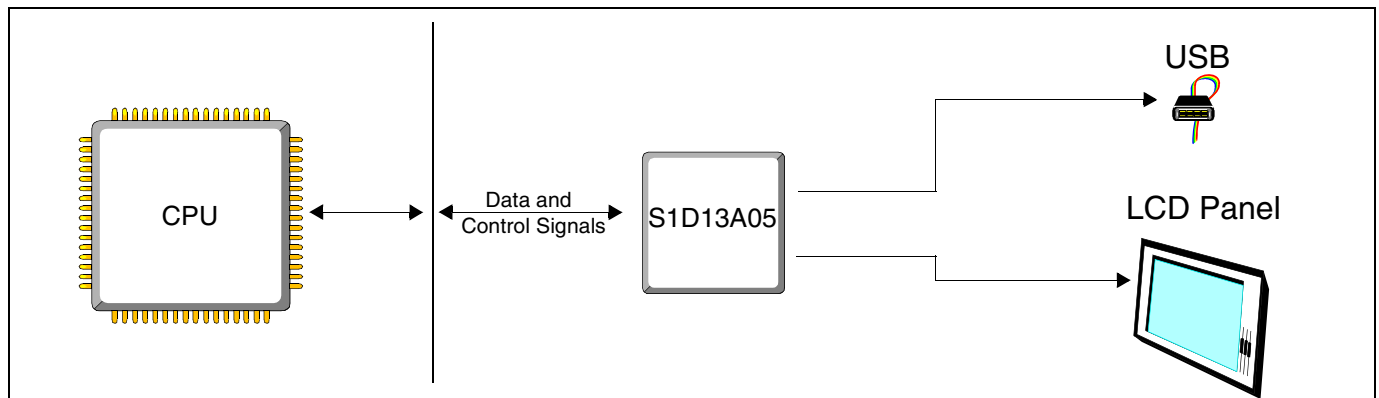 USB
CPU
Data and
Control Signals
S1D13A05
LCD Panel